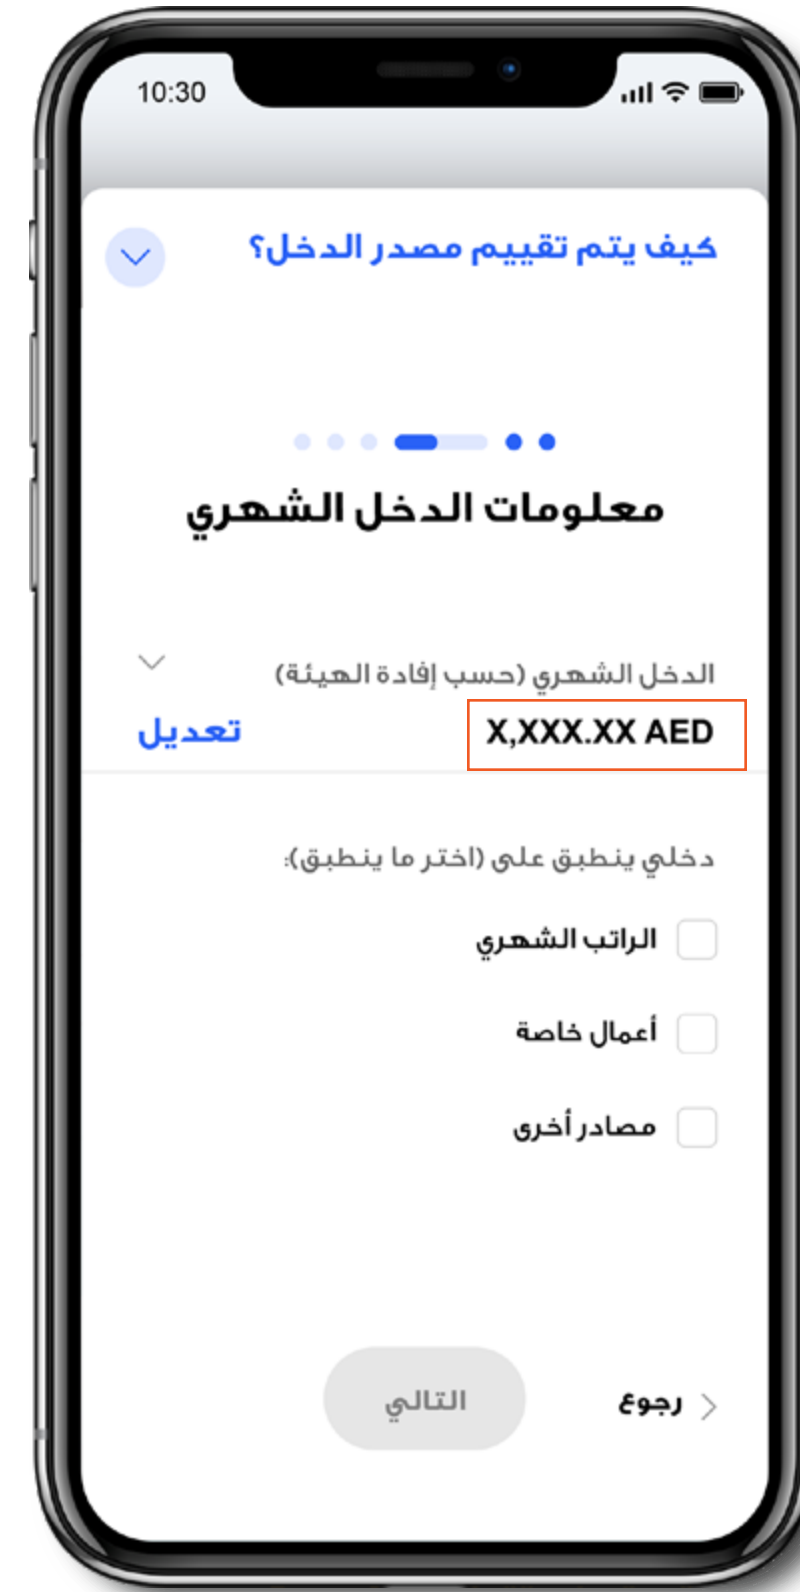 10:30
كيف يتم تقييم مصدر الدخل؟
معلومات الدخل الشهري
الدخل الشهري (حسب إفادة الهيئة)
X,XXX.XX AED
تعديل
دخلي ينطبق على (اختر ما ينطبق):
الراتب الشهري
أعمال خاصة
مصادر أخرى
رجوع
التالي